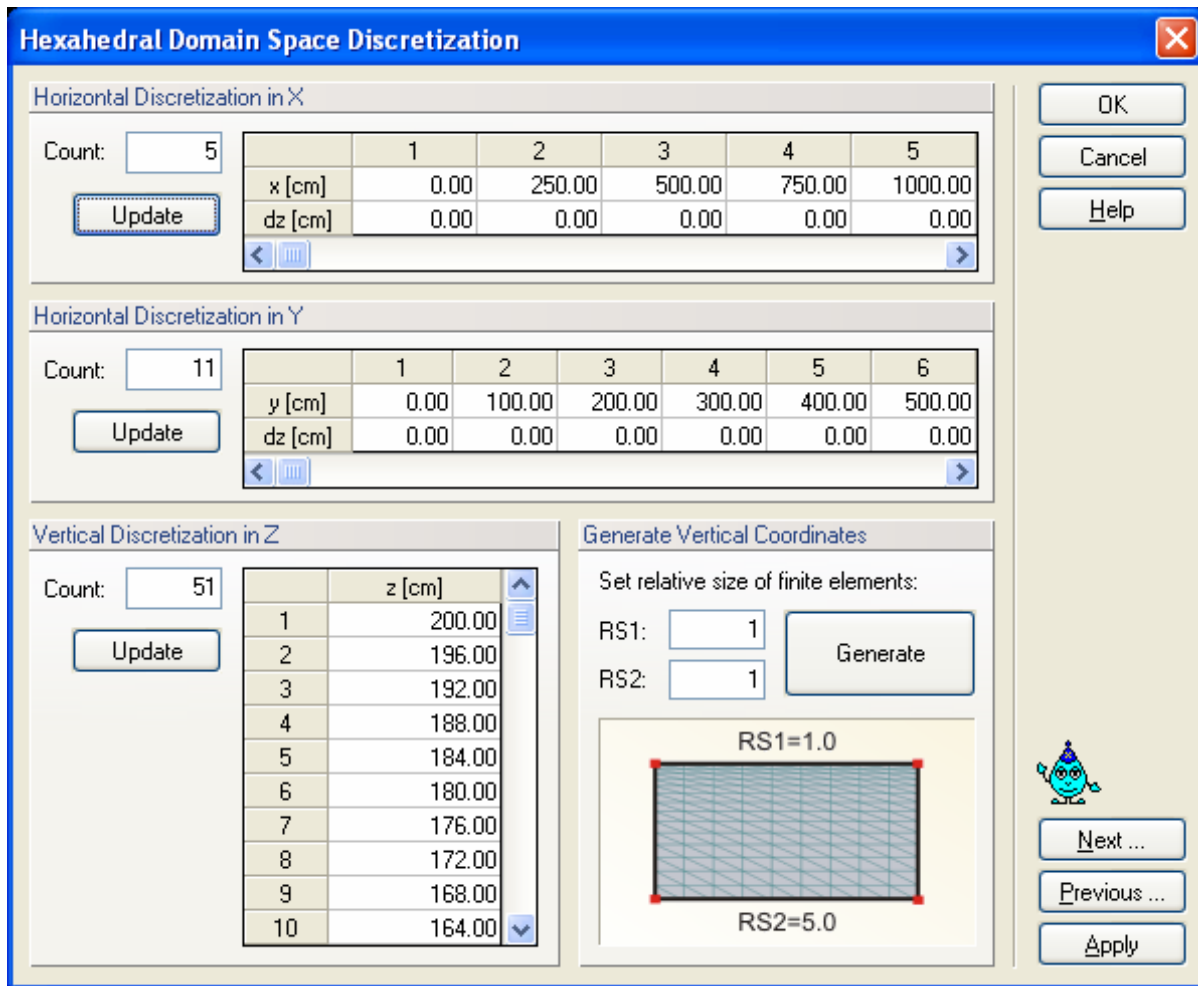 Hexahedral Domain Space Discretization
Horizontal Discretization in X
Count: 5
Update
1 2 3 4 5
x [cm] 0.00 250.00 500.00 750.00 1000.00
dz [cm] 0.00 0.00 0.00 0.00 0.00
OK
Cancel
Help
Horizontal Discretization in Y
Count: 11
Update
1 2 3 4 5 6
y [cm] 0.00 100.00 200.00 300.00 400.00 500.00
dz [cm] 0.00 0.00 0.00 0.00 0.00 0.00
Vertical Discretization in Z
Count: 51
Update
z [cm]
1 200.00
2 196.00
3 192.00
4 188.00
5 184.00
6 180.00
7 176.00
8 172.00
9 168.00
10 164.00
Generate Vertical Coordinates
Set relative size of finite elements:
RS1: 1
RS2: 1
Generate
RS1=1.0
RS2=5.0
Next ...
Previous ...
Apply